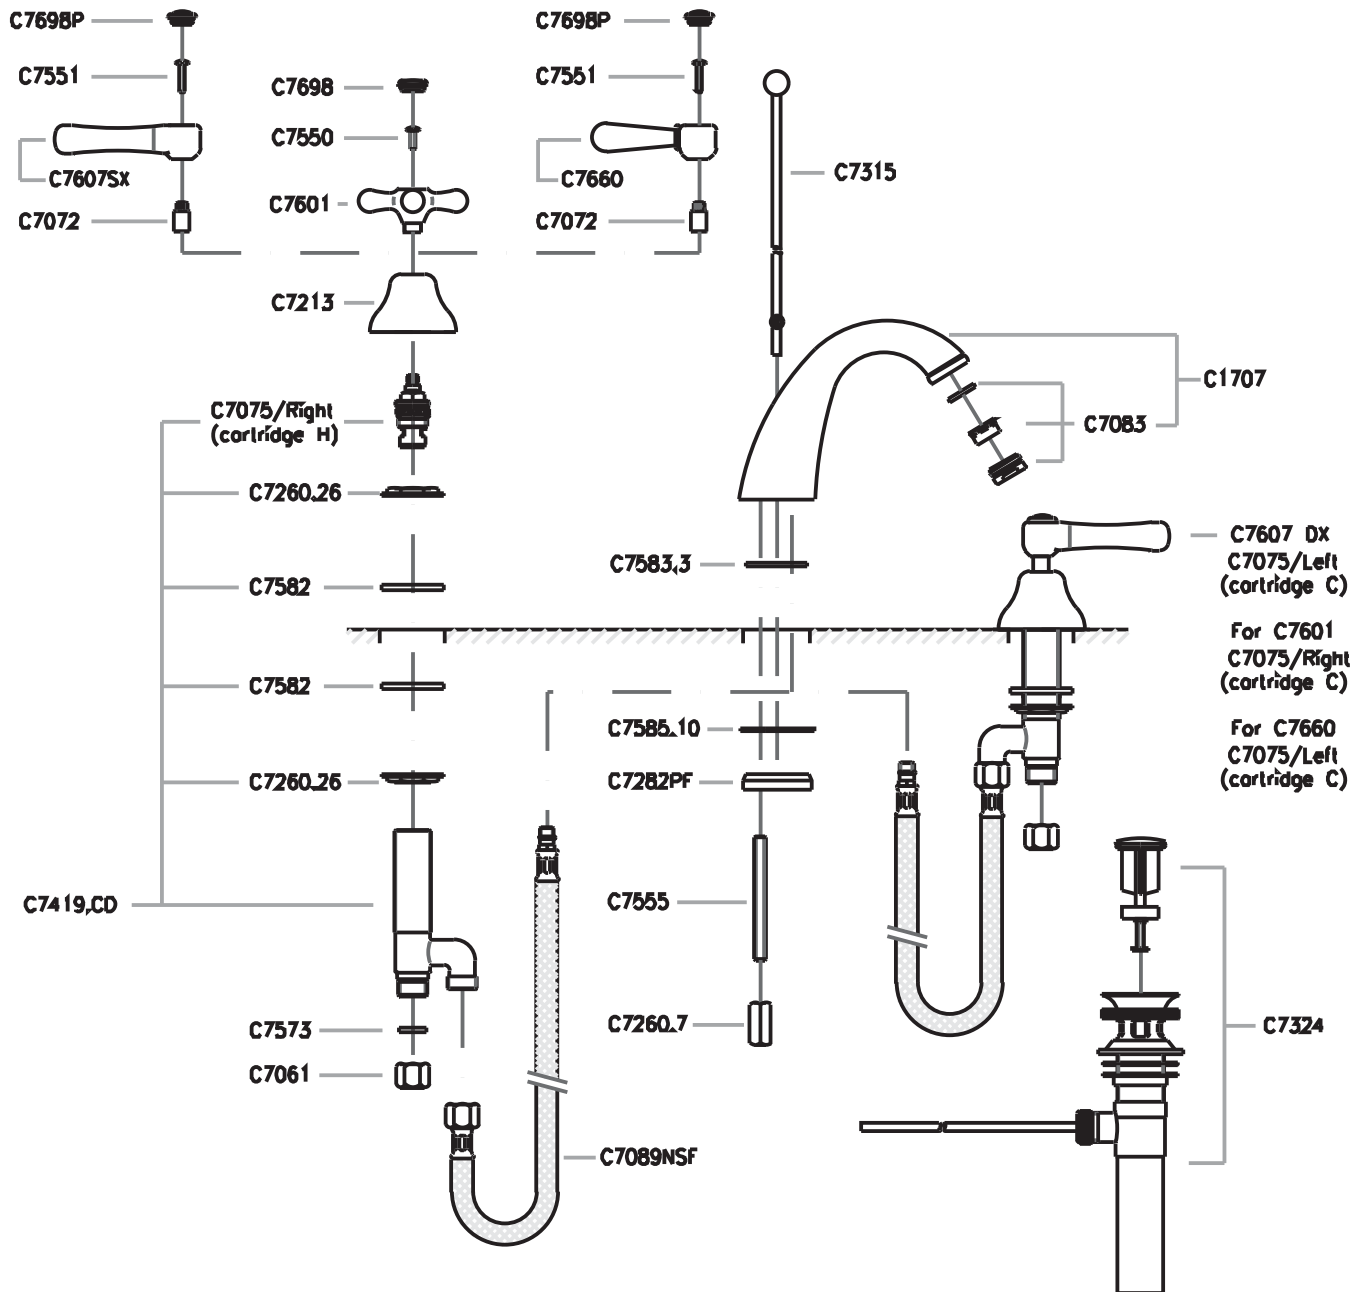 C7698P
C7698P
C7551
C7551
C7698
C7550
C7607SX
C7660
C7315
C7601
C7072
C7072
C7213
C1707
C7075/Right
(cartridge H)
C7083
C7260.26
C7607 DX
C7075/Left
(cartridge C)
C7583.3
C7582
For C7601
C7075/Right
(cartridge C)
C7582
For C7660
C7075/Left
(cartridge C)
C7585.10
C7260.26
C7282PF
C7419.CD
C7555
C7573
C7260.7
C7324
C7061
C7089NSF